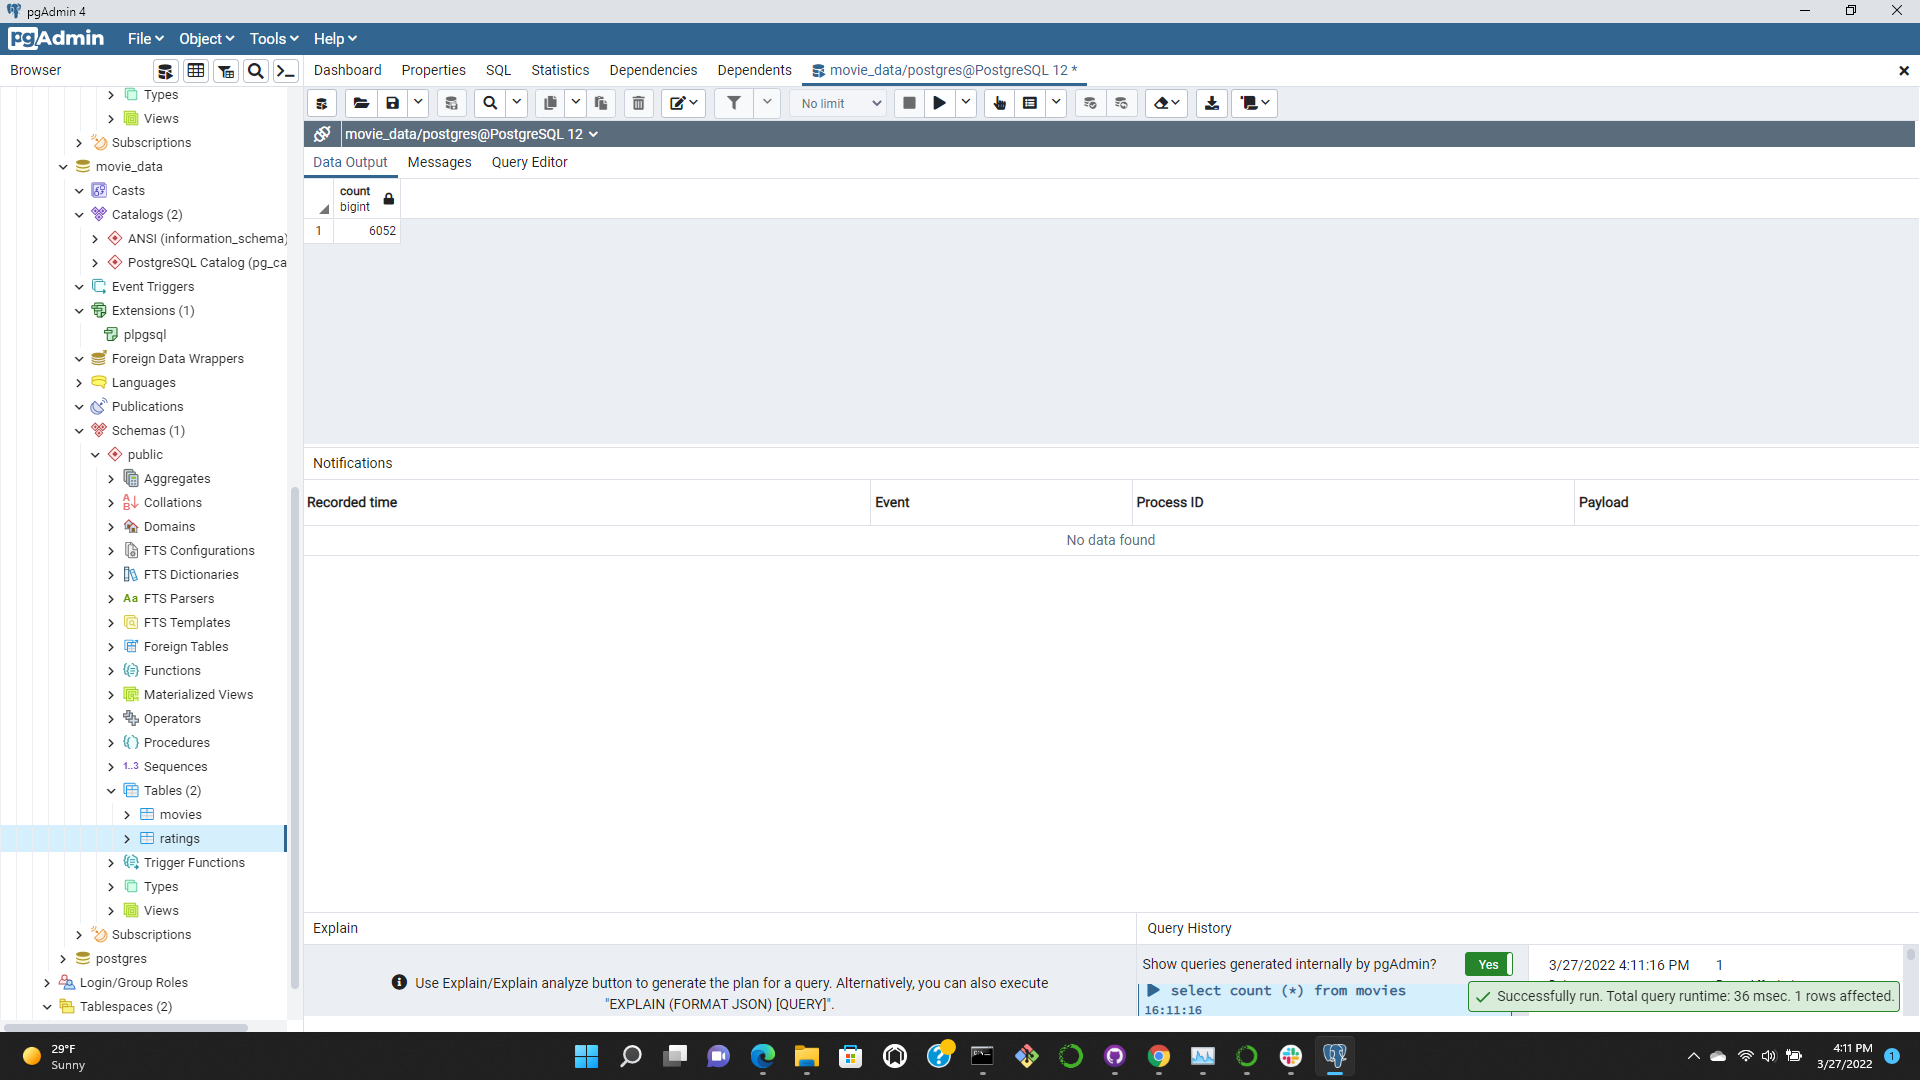 pgAdmin 4
pgAdmin File Object Tools Help
Browser
Dashboard Properties SQL Statistics Dependencies Dependents movie_data/postgres@PostgreSQL 12 *
No limit
movie_data/postgres@PostgreSQL 12
Data Output Messages Query Editor
count
bigint
1 6052
Types
Views
Subscriptions
movie_data
Casts
Catalogs (2)
ANSI (information_schema)
PostgreSQL Catalog (pg_ca
Event Triggers
Extensions (1)
plpgsql
Foreign Data Wrappers
Languages
Publications
Schemas (1)
public
Aggregates
Collations
Domains
FTS Configurations
FTS Dictionaries
Aa FTS Parsers
FTS Templates
Foreign Tables
Functions
Materialized Views
Operators
Procedures
1..3 Sequences
Tables (2)
movies
ratings
Trigger Functions
Types
Views
Subscriptions
postgres
Login/Group Roles
Tablespaces (2)
Notifications
Recorded time Event Process ID Payload
No data found
Explain
Use Explain/Explain analyze button to generate the plan for a query. Alternatively, you can also execute
"EXPLAIN (FORMAT JSON) [QUERY]".
Query History
Show queries generated internally by pgAdmin? Yes
select count (*) from movies
16:11:16
3/27/2022 4:11:16 PM 1
Successfully run. Total query runtime: 36 msec. 1 rows affected.
29°F
Sunny
4:11 PM
3/27/2022
1